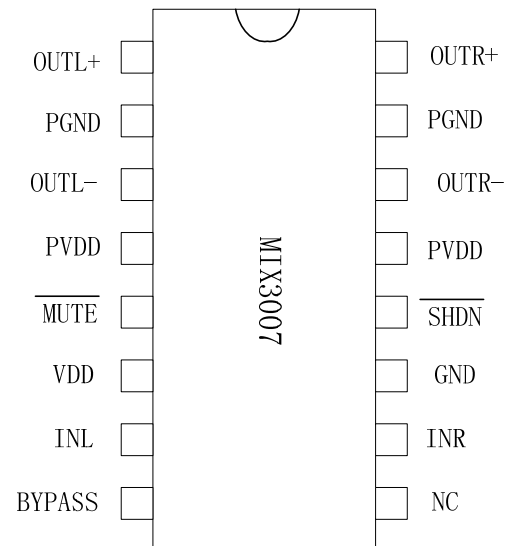 OUTL+ OUTR+
PGND PGND
OUTL- OUTR-
PVDD PVDD
MUTE SHDN
VDD GND
INL INR
BYPASS NC
MIX3007